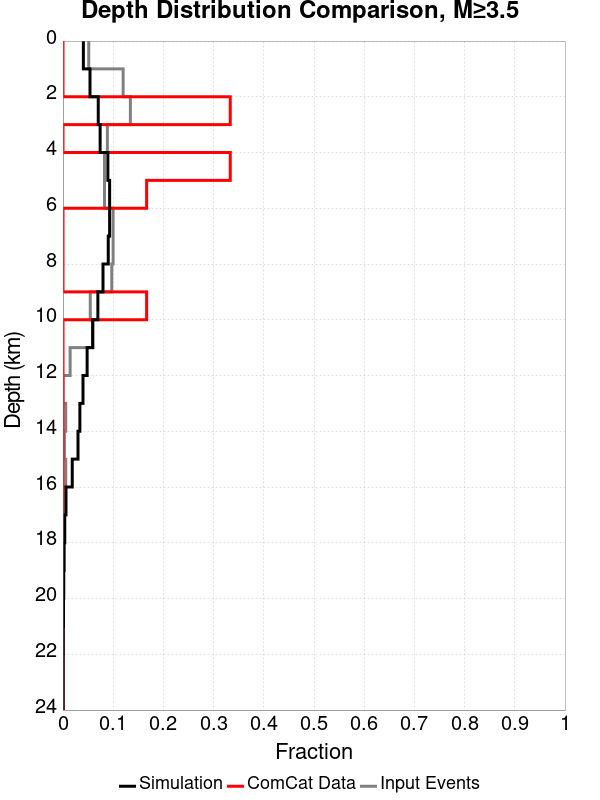 Depth Distribution Comparison, M≥3.5
0
2
4
6
8
10
12
14
16
18
20
22
24
Depth (km)
0 0.1 0.2 0.3 0.4 0.5 0.6 0.7 0.8 0.9 1
Fraction
Simulation ComCat Data Input Events